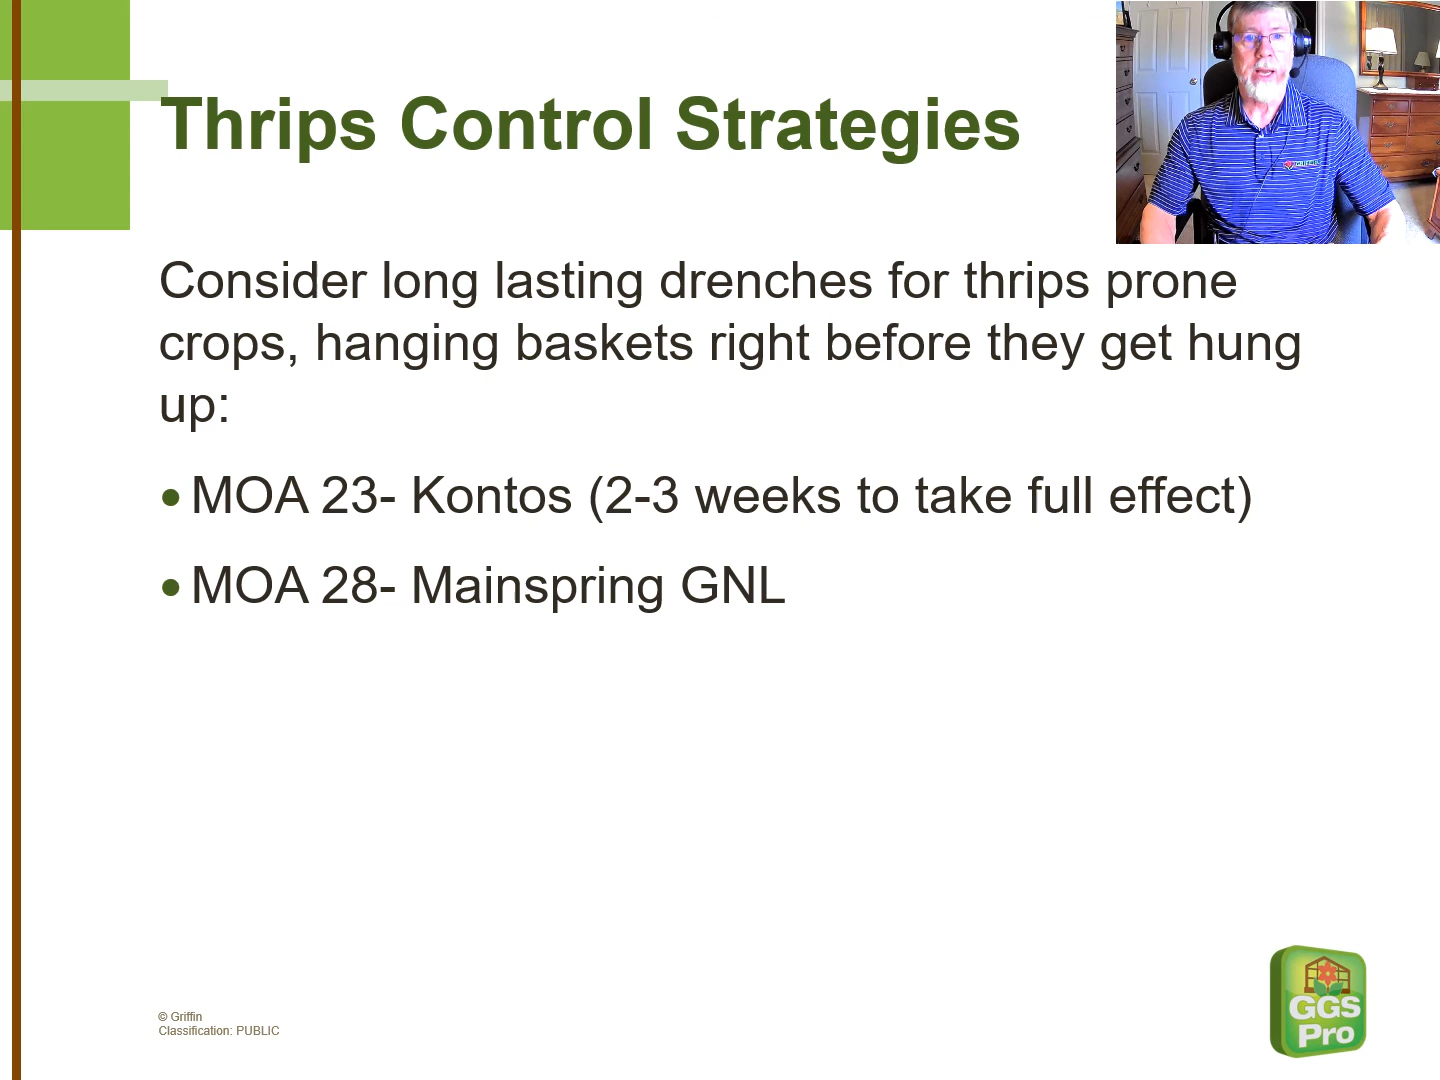 Thrips Control Strategies
Consider long lasting drenches for thrips prone
crops, hanging baskets right before they get hung
up:
• MOA 23- Kontos (2-3 weeks to take full effect)
• MOA 28- Mainspring GNL
© Griffin
Classification: PUBLIC
GGS
Pro